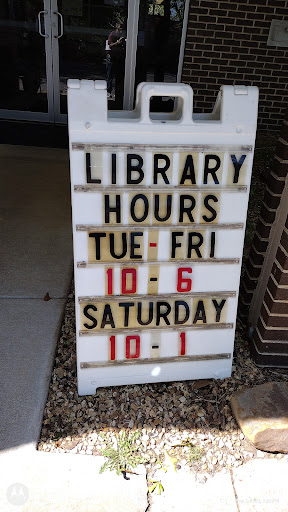 LIBRARY
HOURS
TUE-FRI
10-6
SATURDAY
10-1